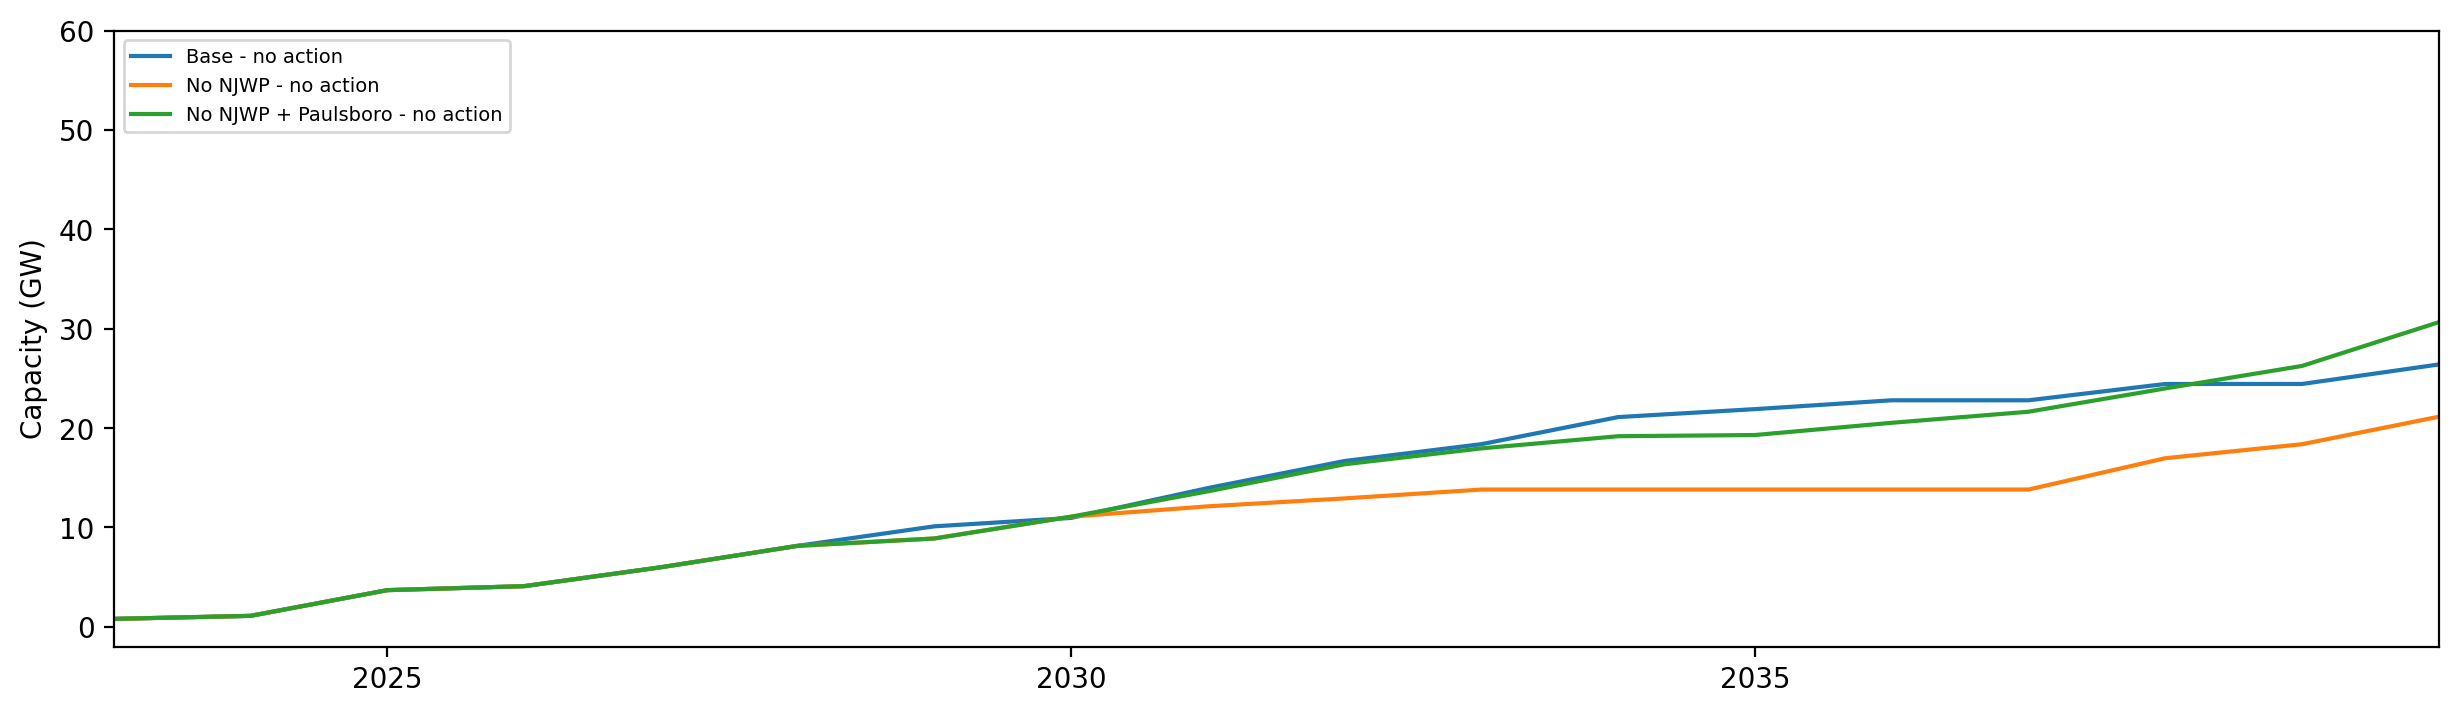 60
50
40
30
20
10
0
Capacity (GW)
Base - no action
No NJWP - no action
No NJWP + Paulsboro - no action
2025
2030
2035